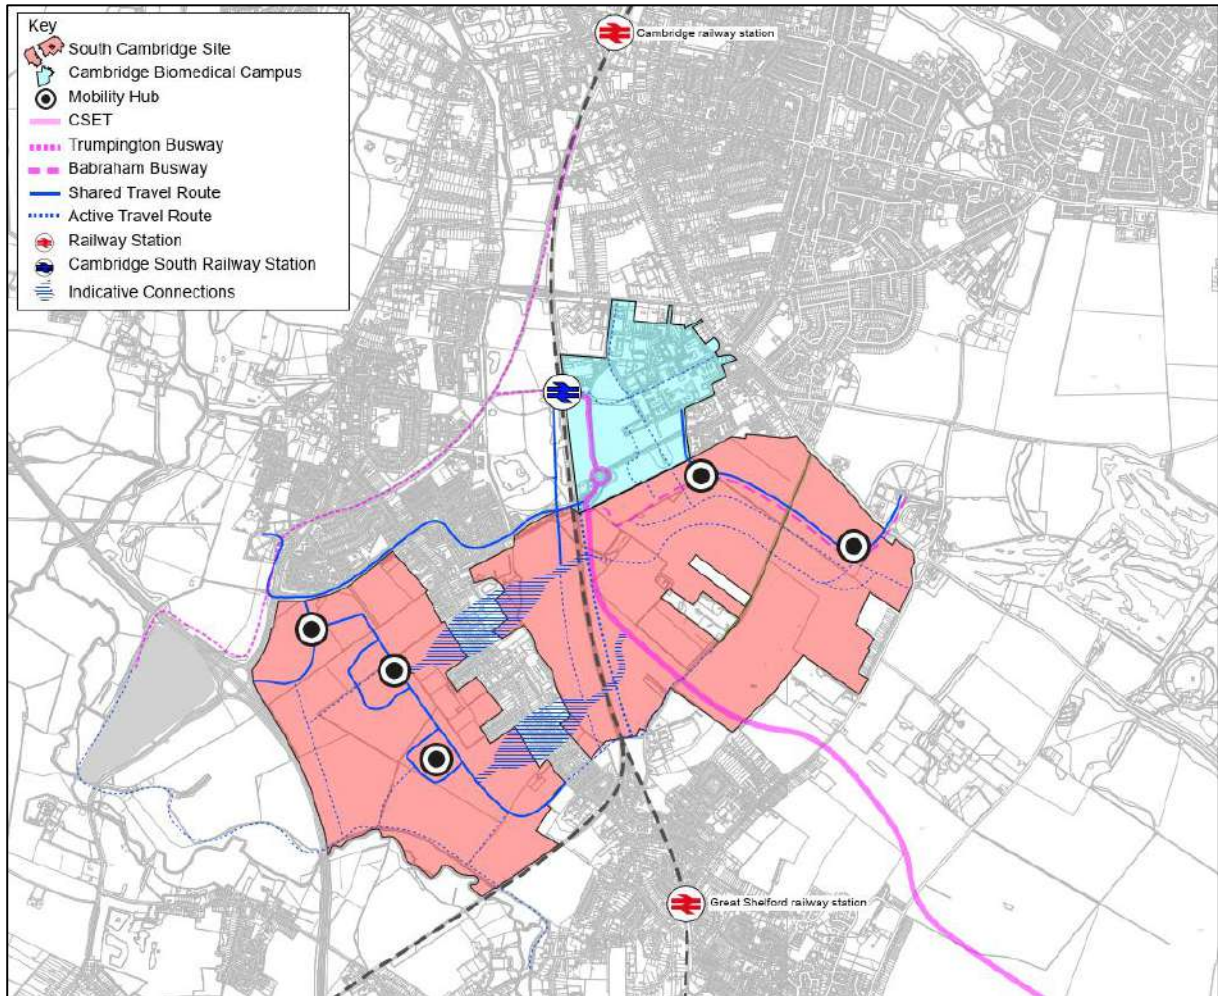 Key
South Cambridge Site
Cambridge Biomedical Campus
Mobility Hub
CSET
Trumpington Busway
Babraham Busway
Shared Travel Route
Active Travel Route
Railway Station
Cambridge South Railway Station
Indicative Connections
Cambridge railway station
Great Shelford railway station